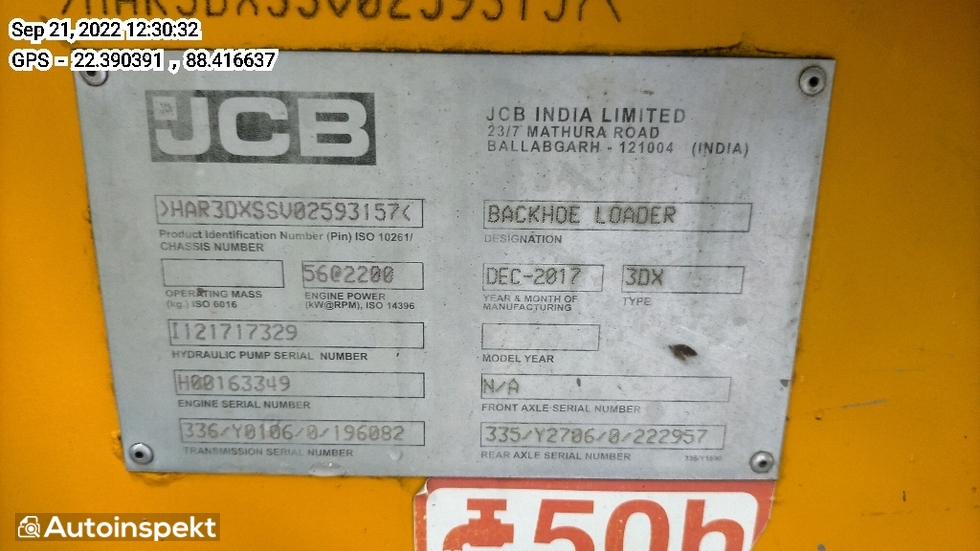 >HAR3DXSSV02593157<
Sep 21, 2022 12:30:32
GPS - 22.390391 , 88.416637
JCB
JCB INDIA LIMITED
23/7 MATHURA ROAD
BALLABGARH - 121004 (INDIA)
>HAR3DXSSV02593157<
Product Identification Number (Pin) ISO 10261/
CHASSIS NUMBER
BACKHOE LOADER
DESIGNATION
56@2200
OPERATING MASS
(kg.) ISO 6016
ENGINE POWER
(kW@RPM), ISO 14396
DEC-2017
YEAR & MONTH OF
MANUFACTURING
3DX
TYPE
I121717329
HYDRAULIC PUMP SERIAL NUMBER
MODEL YEAR
H00163349
ENGINE SERIAL NUMBER
N/A
FRONT AXLE SERIAL NUMBER
336/Y0106/0/196082
TRANSMISSION SERIAL NUMBER
335/Y2706/0/222957
REAR AXLE SERIAL NUMBER
50h
Autoinspekt